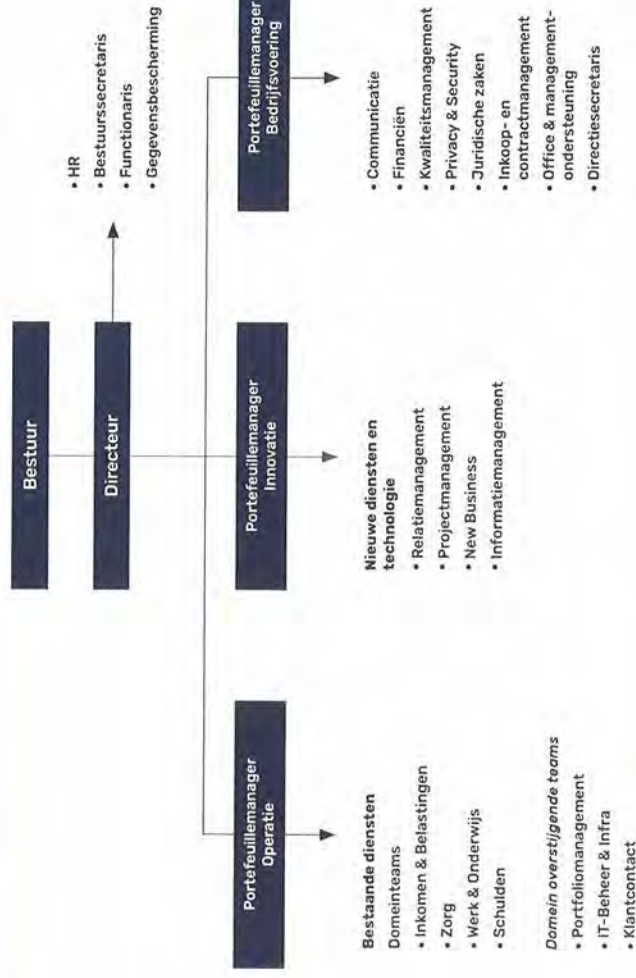 Bestuur
Directeur
• HR
• Bestuurssecretaris
• Functionaris
• Gegevensbescherming
Portefeuillemanager
Operatie
Portefeuillemanager
Innovatie
Portefeuillemanager
Bedrijfsvoering
Bestaande diensten
Domeinteams
• Inkomen & Belastingen
• Zorg
• Werk & Onderwijs
• Schulden
Domein overstijgende teams
• Portfoliomanagement
• IT-Beheer & Infra
• Klantcontact
Nieuwe diensten en
technologie
• Relatiemanagement
• Projectmanagement
• New Business
• Informatiemanagement
• Communicatie
• Financiën
• Kwaliteitsmanagement
• Privacy & Security
• Juridische zaken
• Inkoop- en
contractmanagement
• Office & management-
ondersteuning
• Directiesecretaris